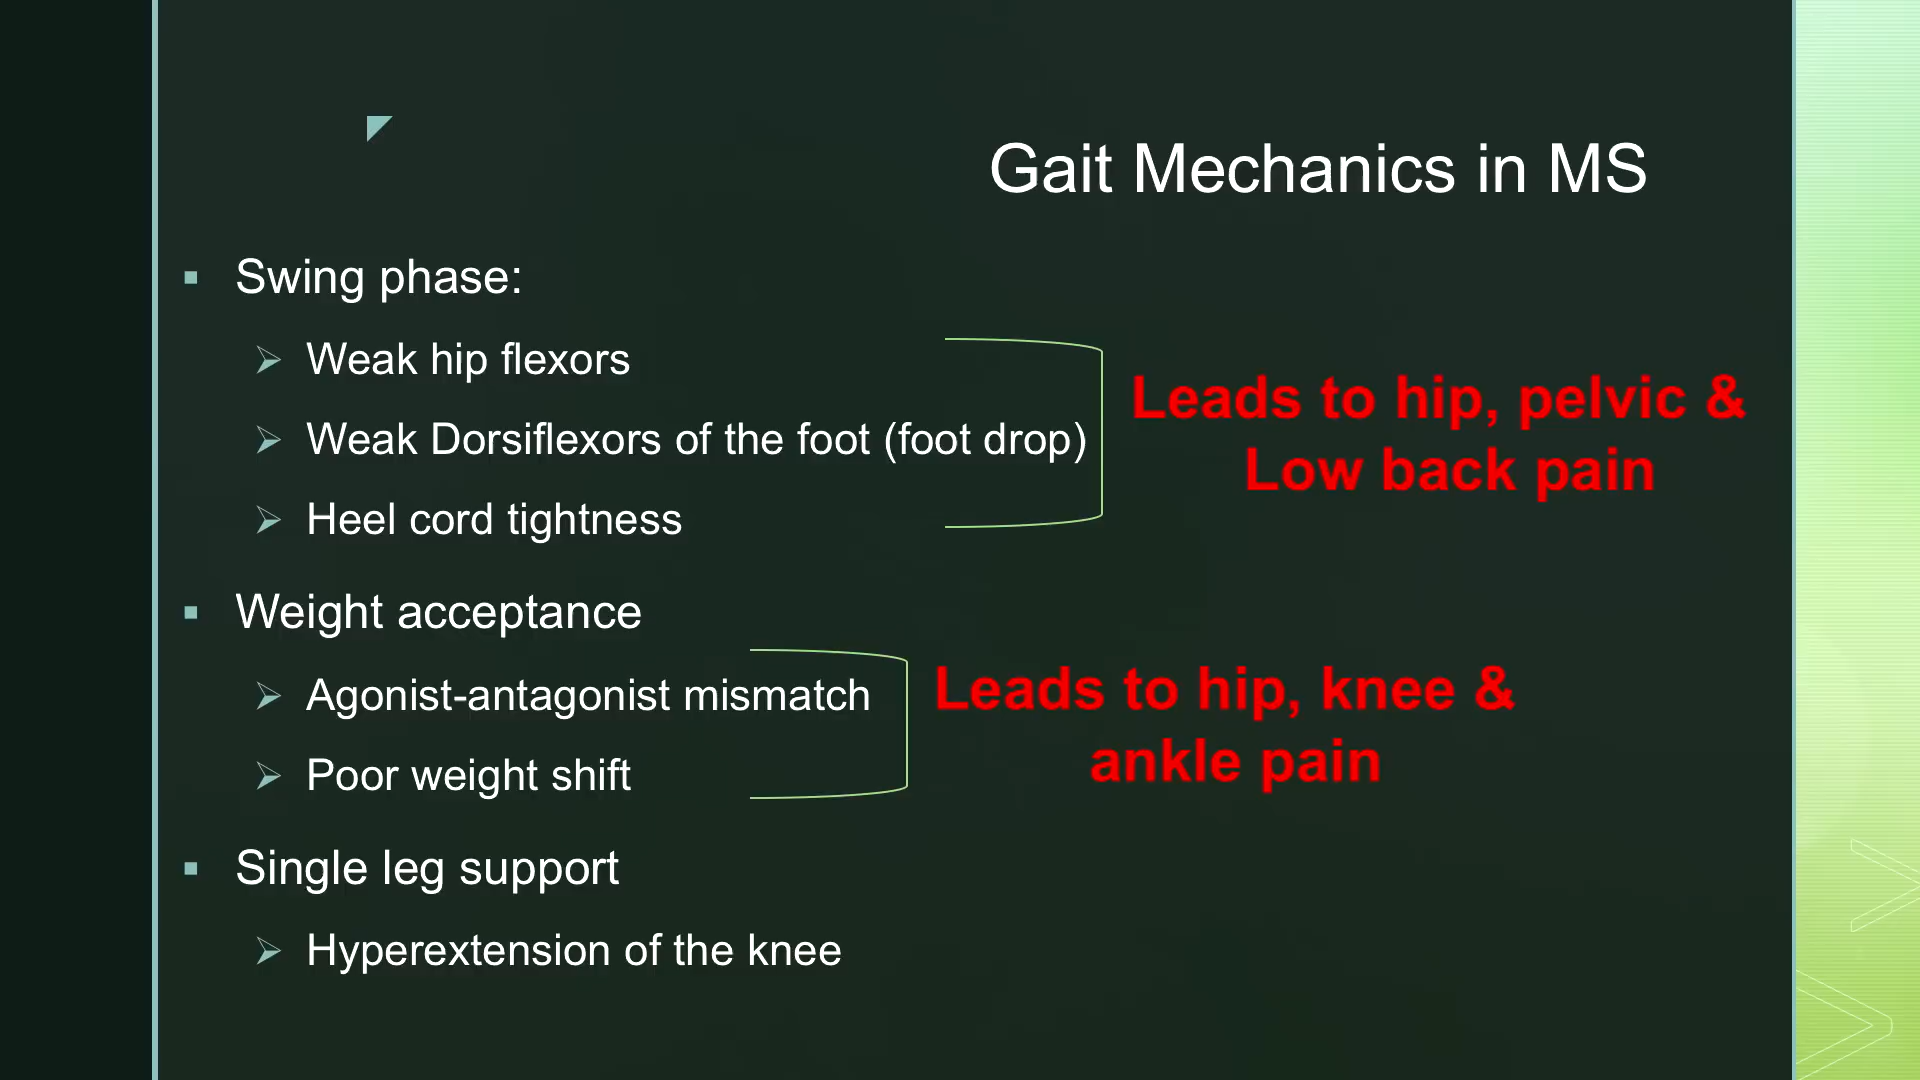 Gait Mechanics in MS
Swing phase:
Weak hip flexors
Weak Dorsiflexors of the foot (foot drop)
Heel cord tightness
Leads to hip, pelvic &
Low back pain
Weight acceptance
Agonist-antagonist mismatch
Poor weight shift
Leads to hip, knee &
ankle pain
Single leg support
Hyperextension of the knee